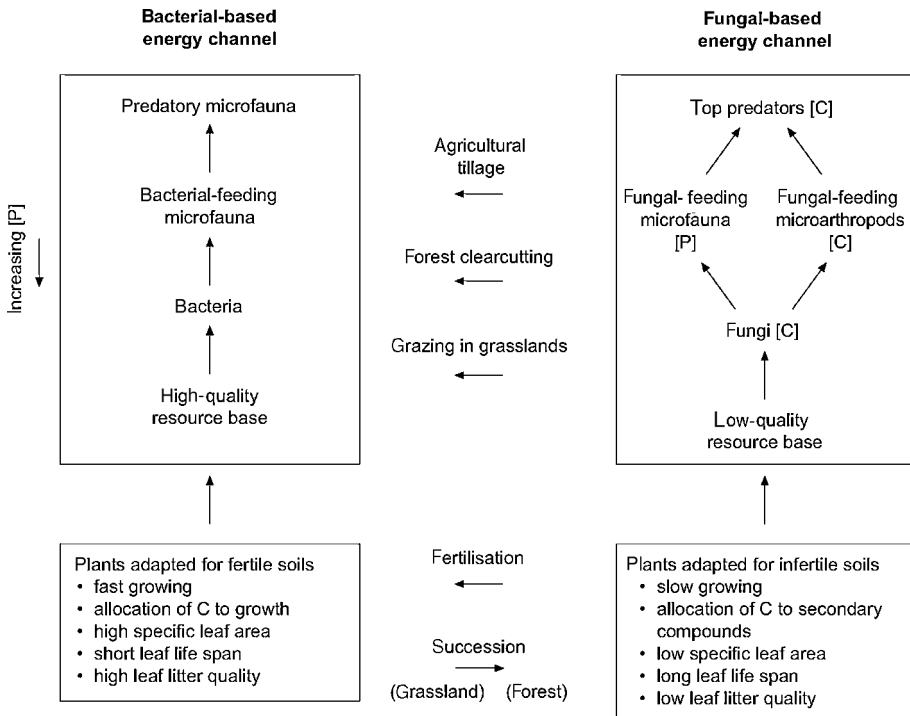 Bacterial-based
energy channel
Predatory microfauna
Bacterial-feeding
microfauna
Bacteria
High-quality
resource base
Increasing [P]
Plants adapted for fertile soils
• fast growing
• allocation of C to growth
• high specific leaf area
• short leaf life span
• high leaf litter quality
Agricultural
tillage
Forest clearcutting
Grazing in grasslands
Fertilisation
Succession
(Grassland) (Forest)
Fungal-based
energy channel
Top predators [C]
Fungal- feeding
microfauna
[P]
Fungal-feeding
microarthropods
[C]
Fungi [C]
Low-quality
resource base
Plants adapted for infertile soils
• slow growing
• allocation of C to secondary
compounds
• low specific leaf area
• long leaf life span
• low leaf litter quality